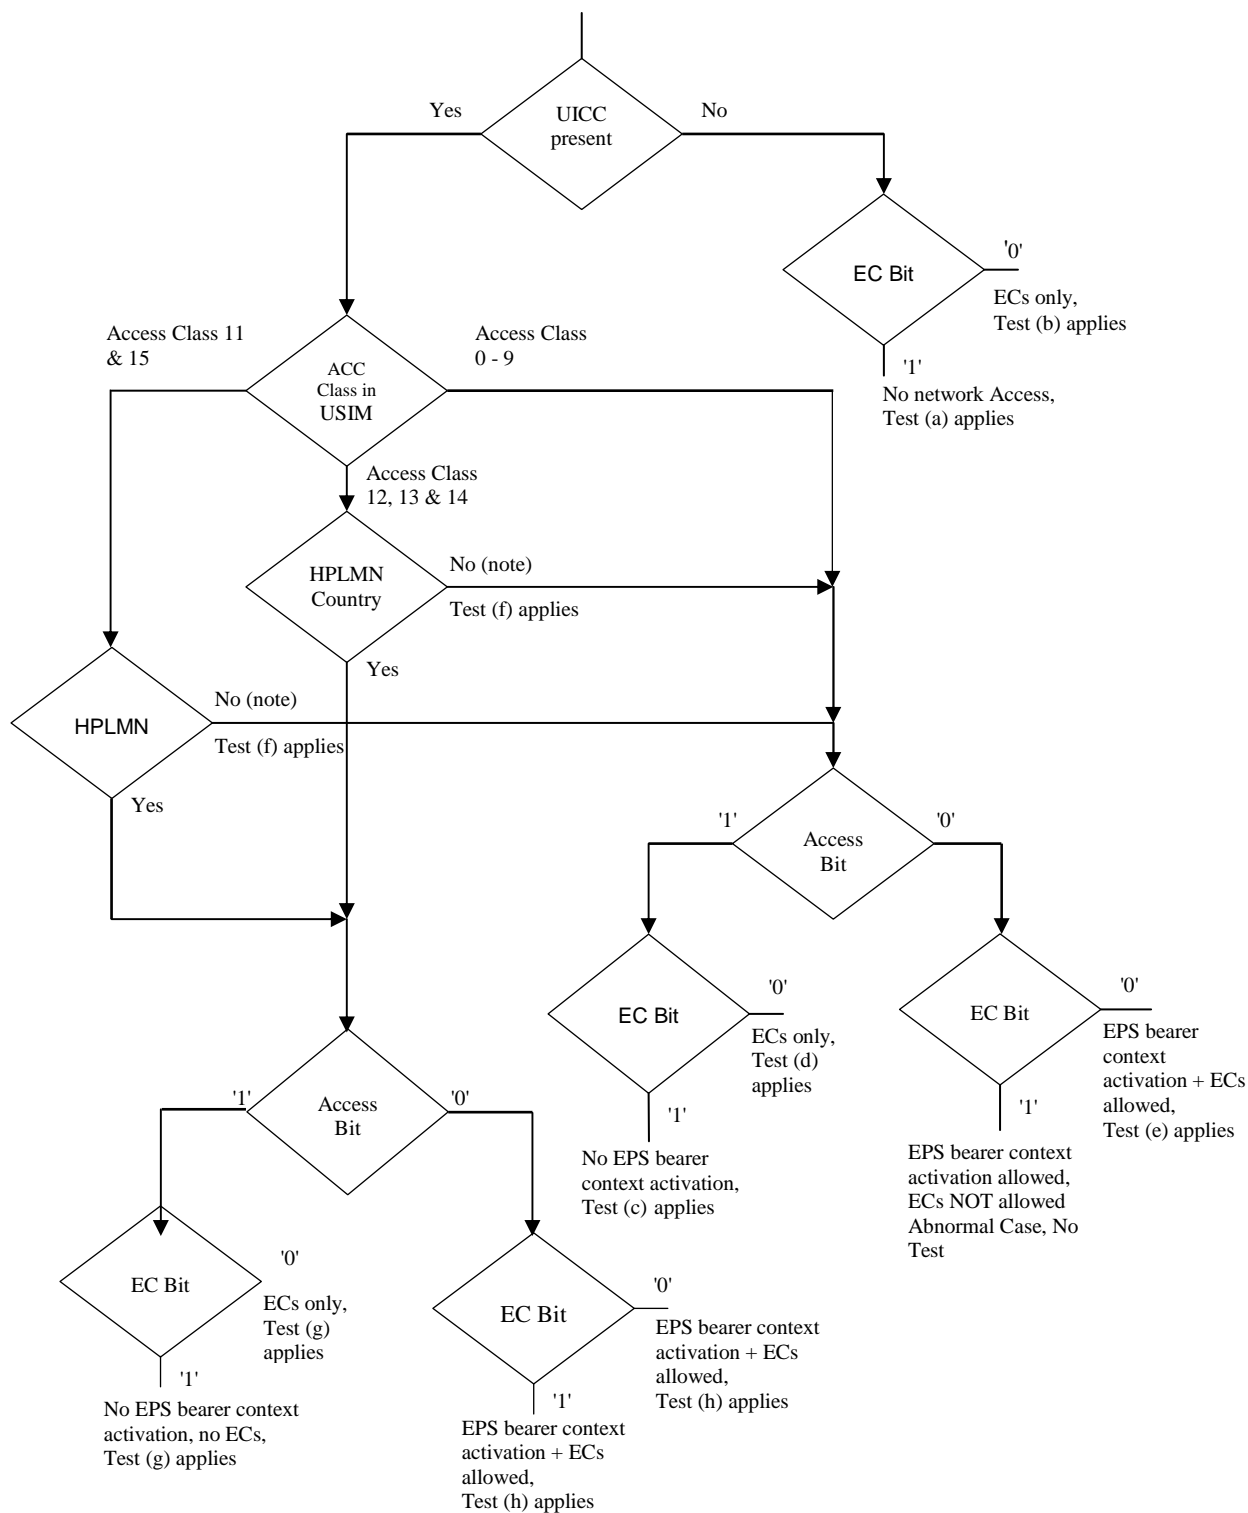 Yes
No
UICC
present
'0'
EC Bit
ECs only,
Test (b) applies
'1'
No network Access,
Test (a) applies
Access Class 11
& 15
Access Class
0 - 9
ACC
Class in
USIM
Access Class
12, 13 & 14
HPLMN
Country
No (note)
Test (f) applies
Yes
HPLMN
No (note)
Test (f) applies
Yes
'1'
Access
Bit
'0'
EC Bit
'0'
ECs only,
Test (d)
applies
'1'
No EPS bearer
context activation,
Test (c) applies
EC Bit
'0'
EPS bearer
context
activation + ECs
allowed,
Test (e) applies
'1'
EPS bearer context
activation allowed,
ECs NOT allowed
Abnormal Case, No
Test
'1'
Access
Bit
'0'
EC Bit
'0'
ECs only,
Test (g)
applies
'1'
No EPS bearer context
activation, no ECs,
Test (g) applies
EC Bit
'0'
EPS bearer context
activation + ECs
allowed,
Test (h) applies
'1'
EPS bearer context
activation + ECs
allowed,
Test (h) applies